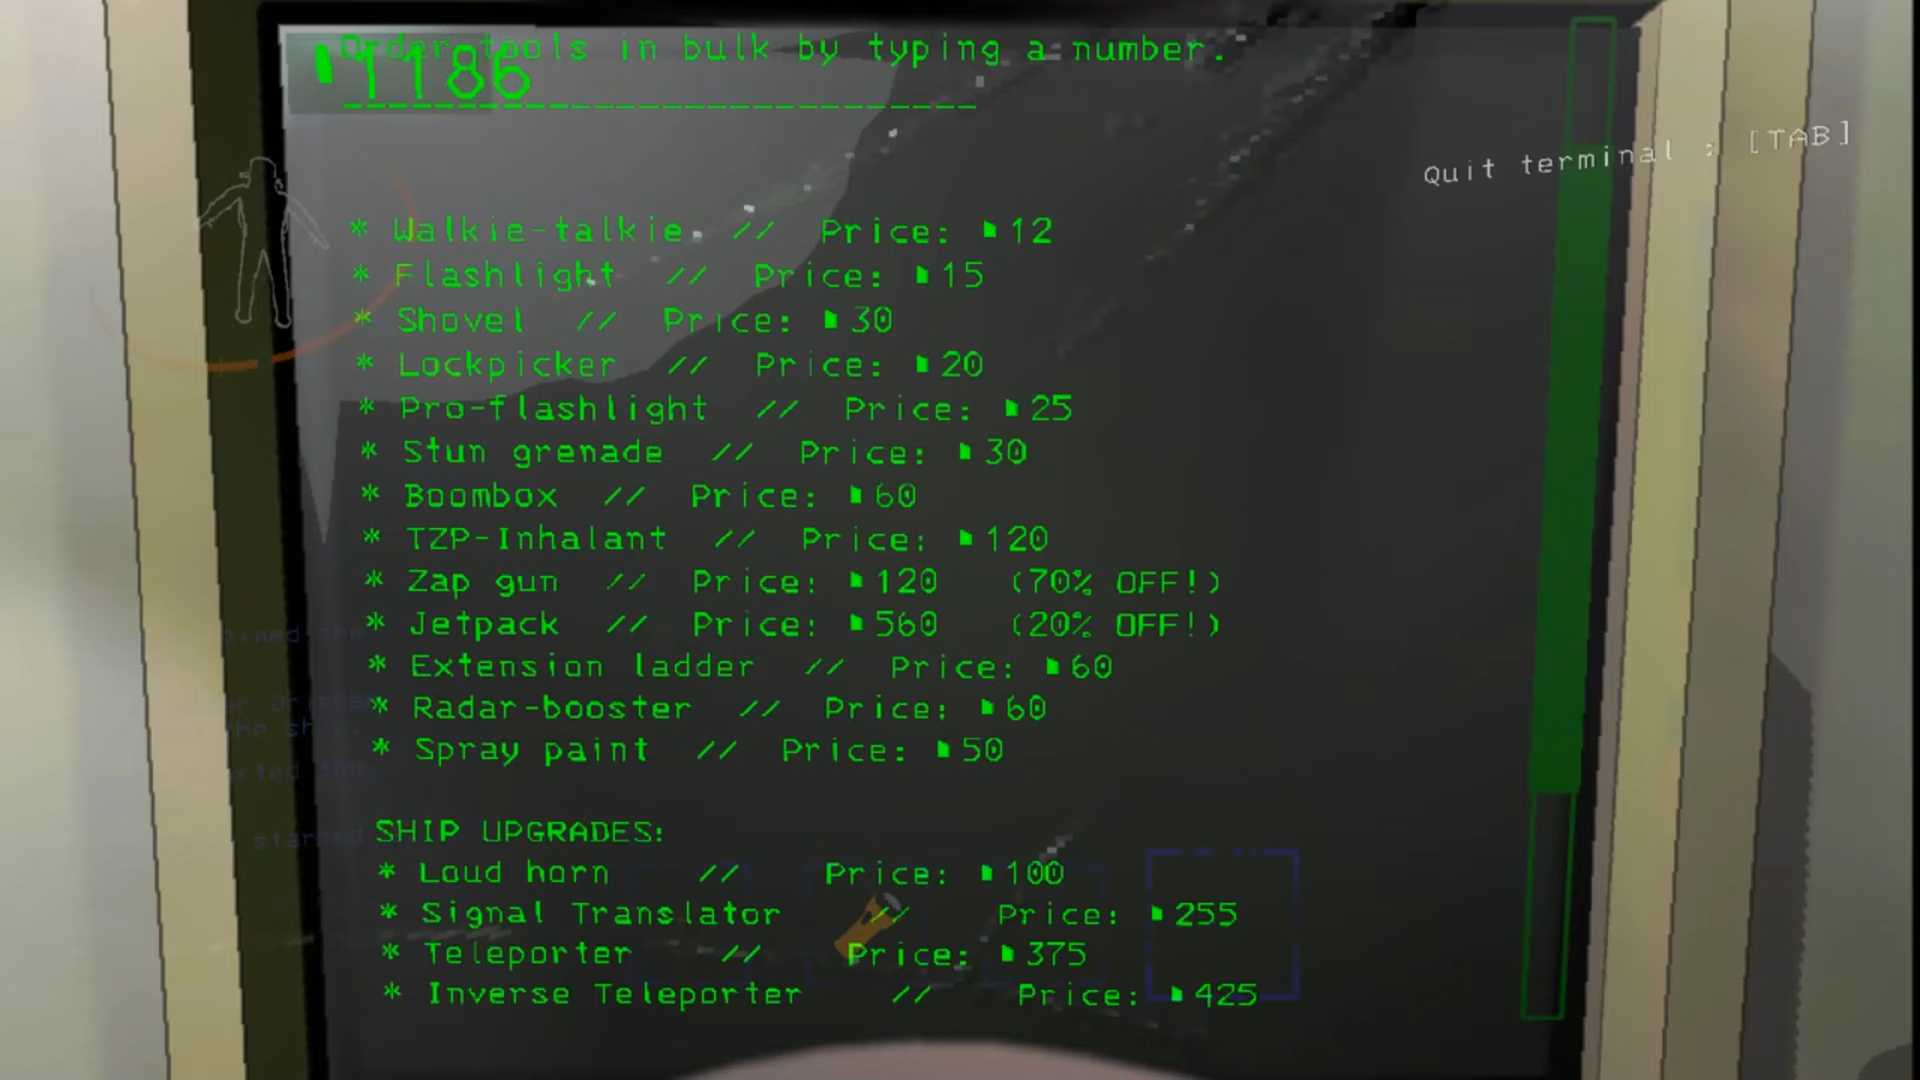 Order tools in bulk by typing a number.
1186
Quit terminal : [TAB]
* Walkie-talkie // Price: 12
* Flashlight // Price: 15
* Shovel // Price: 30
* Lockpicker // Price: 20
* Pro-flashlight // Price: 25
* Stun grenade // Price: 30
* Boombox // Price: 60
* TZP-Inhalant // Price: 120
* Zap gun // Price: 120 (70% OFF!)
* Jetpack // Price: 560 (20% OFF!)
* Extension ladder // Price: 60
* Radar-booster // Price: 60
* Spray paint // Price: 50
SHIP UPGRADES:
* Loud horn // Price: 100
* Signal Translator // Price: 255
* Teleporter // Price: 375
* Inverse Teleporter // Price: 425
started